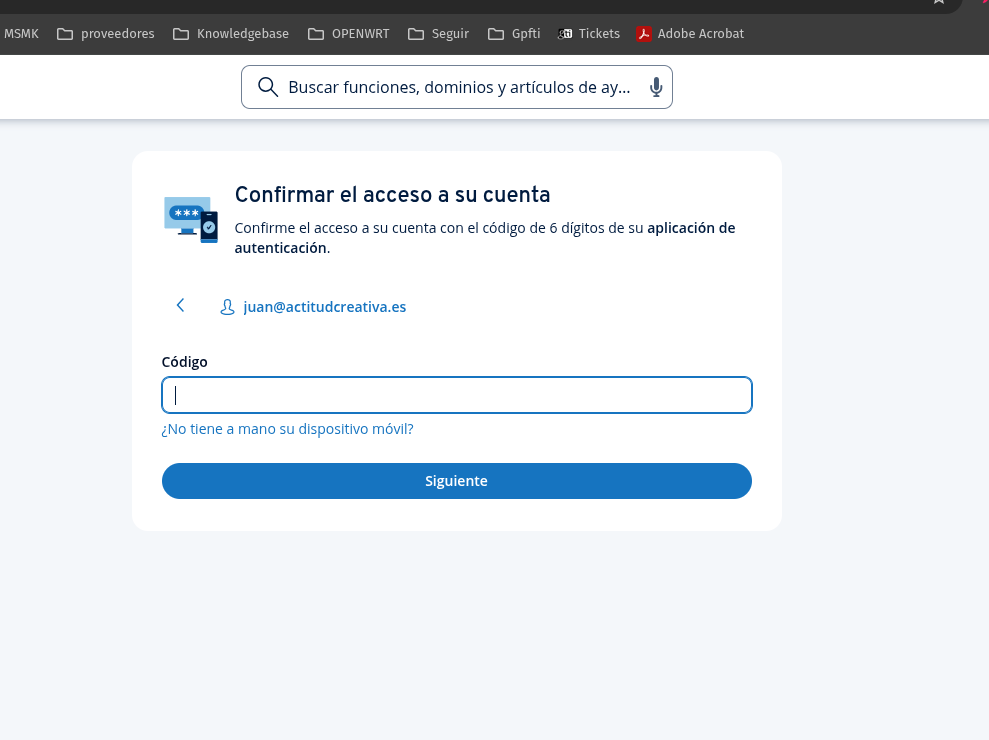 MSMK proveedores Knowledgebase OPENWRT Seguir Gpfti Tickets Adobe Acrobat
Buscar funciones, dominios y artículos de ay...
Confirmar el acceso a su cuenta
Confirme el acceso a su cuenta con el código de 6 dígitos de su aplicación de
autenticación.
juan@actitudcreativa.es
Código
¿No tiene a mano su dispositivo móvil?
Siguiente